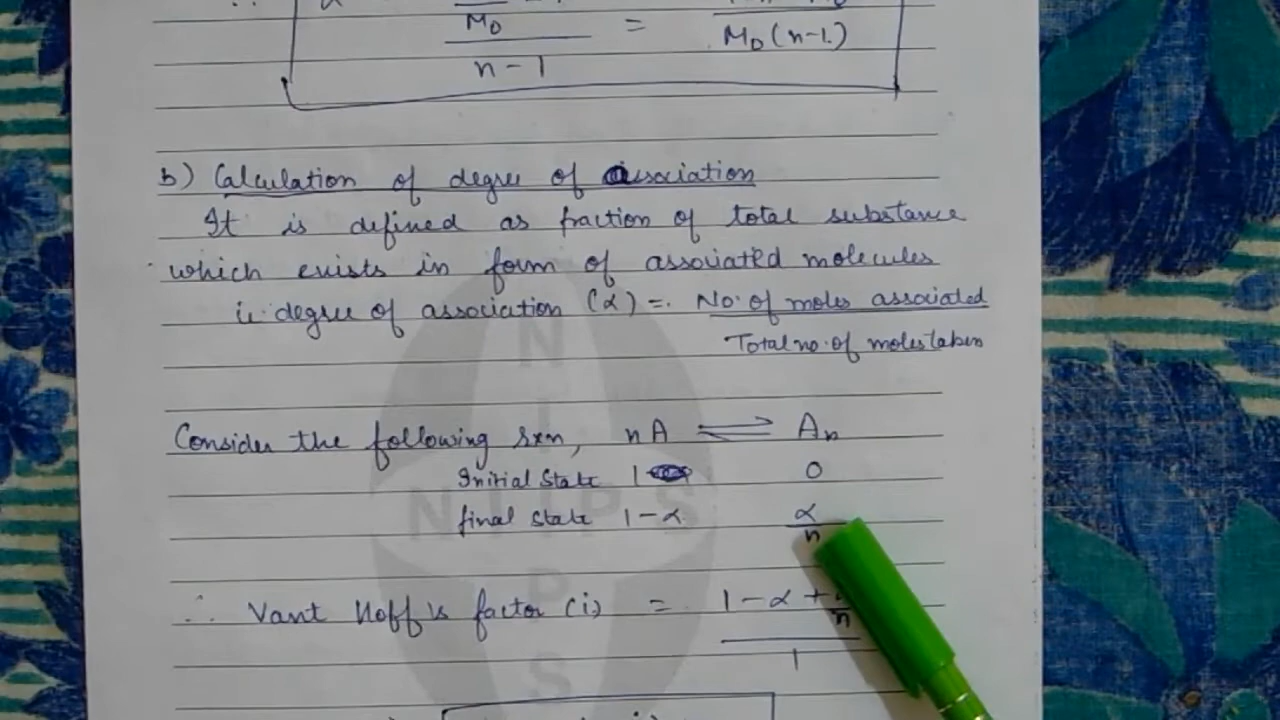 M₀ = M₀(n-1)
n - 1
b) Calculation of degree of association
It is defined as fraction of total substance
which exists in form of associated molecules
i.e. degree of association (α) = No. of moles associated
Total no. of moles taken
Consider the following rxn, nA ⇌ An
Initial State 1 0
final state 1-α α/n
∴ Vant Hoff's factor (i) = 1-α+ /n
1
NIIPS